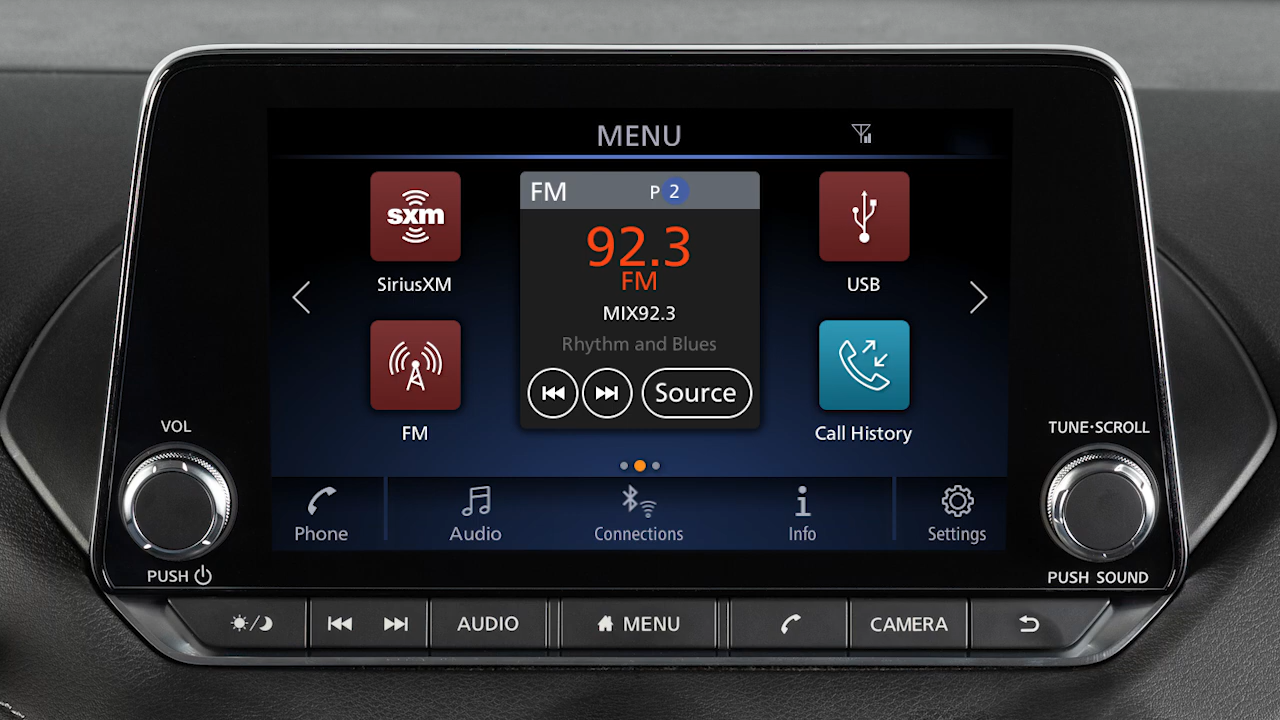 MENU
FM P 2
sxm
92.3
FM
SiriusXM
USB
MIX92.3
Rhythm and Blues
Source
FM
Call History
VOL
TUNE·SCROLL
Phone
Audio
Connections
Info
Settings
PUSH
PUSH SOUND
AUDIO
MENU
CAMERA